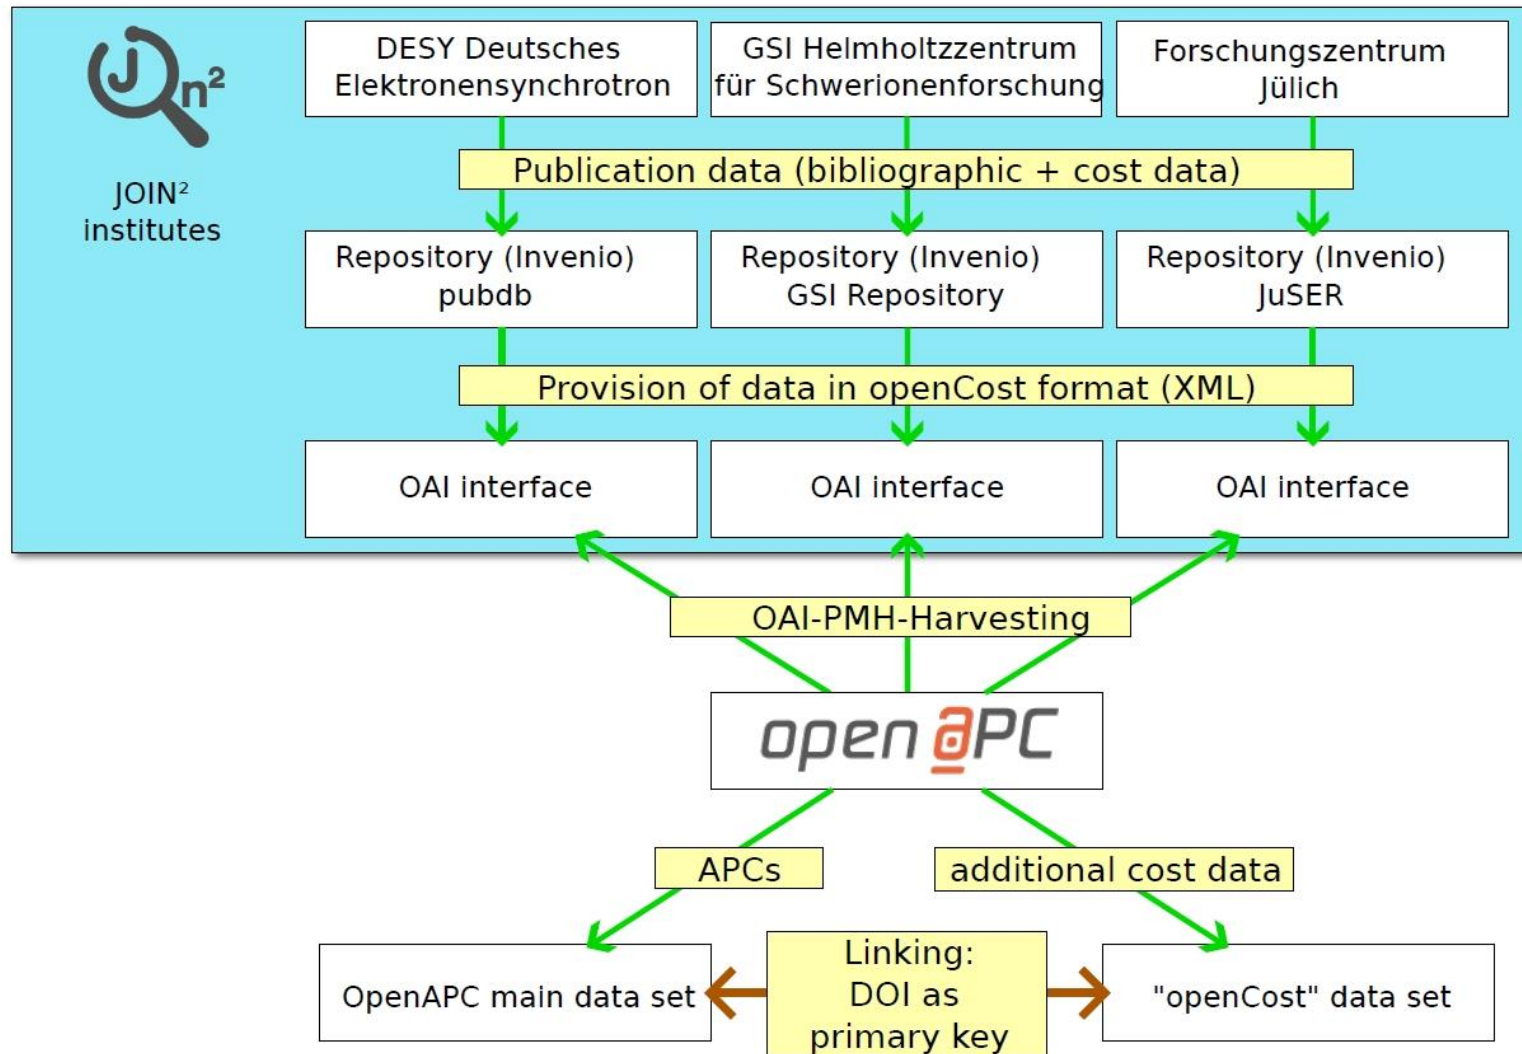 J n²
JOIN²
institutes
DESY Deutsches
Elektronensynchrotron
GSI Helmholtzzentrum
für Schwerionenforschung
Forschungszentrum
Jülich
Publication data (bibliographic + cost data)
Repository (Invenio)
pubdb
Repository (Invenio)
GSI Repository
Repository (Invenio)
JuSER
Provision of data in openCost format (XML)
OAI interface
OAI interface
OAI interface
OAI-PMH-Harvesting
open aPC
APCs
additional cost data
OpenAPC main data set
Linking:
DOI as
primary key
"openCost" data set